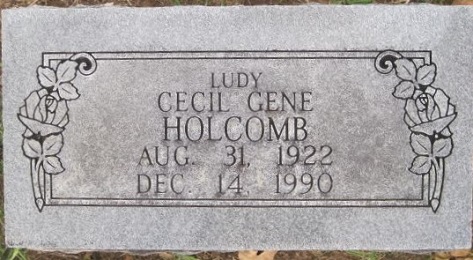 LUDY
CECIL GENE
HOLCOMB
AUG. 31, 1922
DEC. 14, 1990